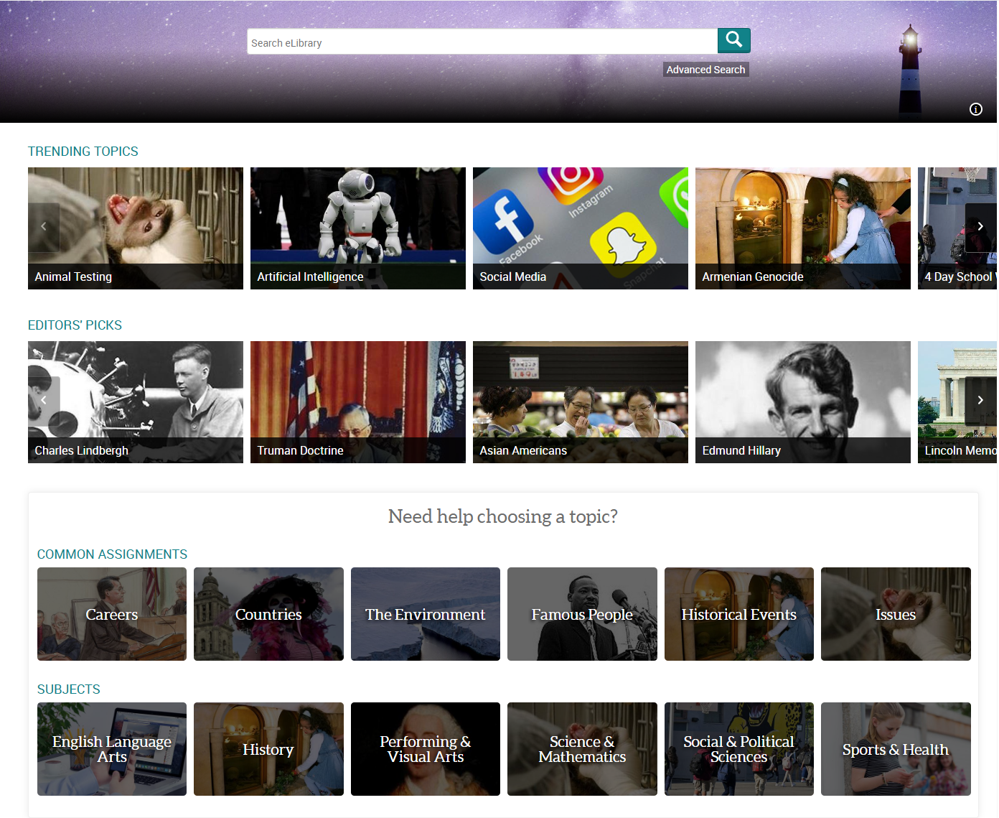 Search eLibrary
Advanced Search
TRENDING TOPICS
Facebook
Instagram
Snapchat
Animal Testing
Artificial Intelligence
Social Media
Armenian Genocide
4 Day School
EDITORS' PICKS
Charles Lindbergh
Truman Doctrine
Asian Americans
Edmund Hillary
Lincoln Memo
Need help choosing a topic?
COMMON ASSIGNMENTS
Careers
Countries
The Environment
Famous People
Historical Events
Issues
SUBJECTS
English Language
Arts
History
Performing &
Visual Arts
Science &
Mathematics
Social & Political
Sciences
Sports & Health